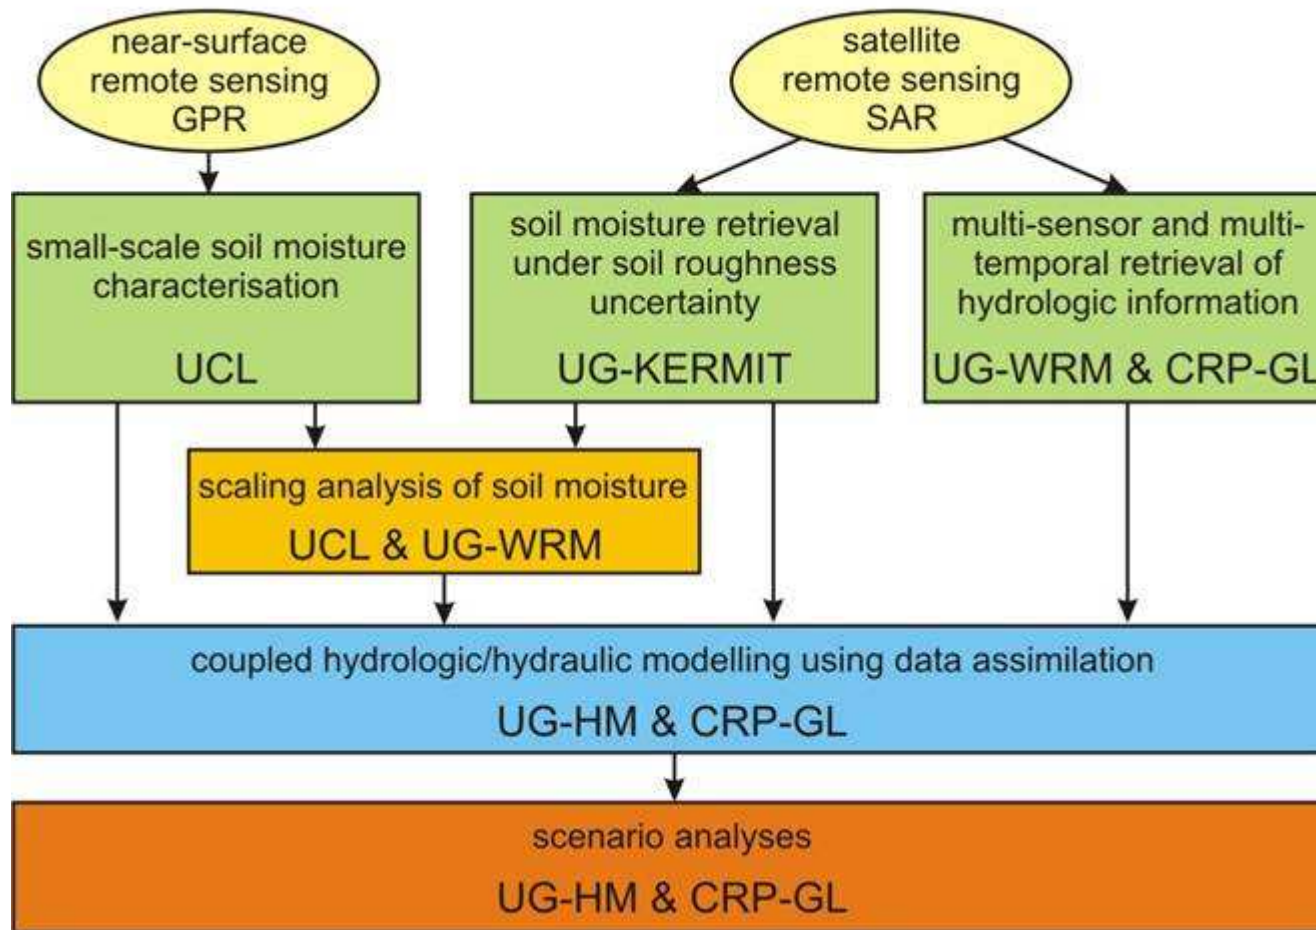 near-surface
remote sensing
GPR
satellite
remote sensing
SAR
small-scale soil moisture
characterisation
UCL
soil moisture retrieval
under soil roughness
uncertainty
UG-KERMIT
multi-sensor and multi-
temporal retrieval of
hydrologic information
UG-WRM & CRP-GL
scaling analysis of soil moisture
UCL & UG-WRM
coupled hydrologic/hydraulic modelling using data assimilation
UG-HM & CRP-GL
scenario analyses
UG-HM & CRP-GL